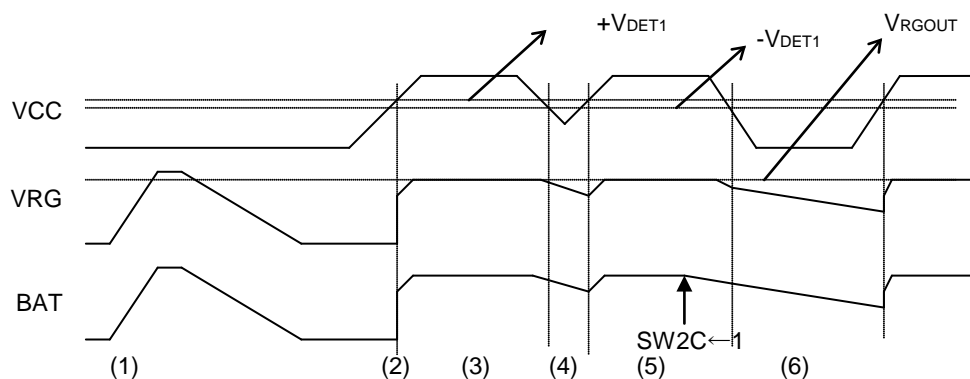 +VDET1
-VDET1
VRGOUT
VCC
VRG
BAT
SW2C←1
(1) (2) (3) (4) (5) (6)